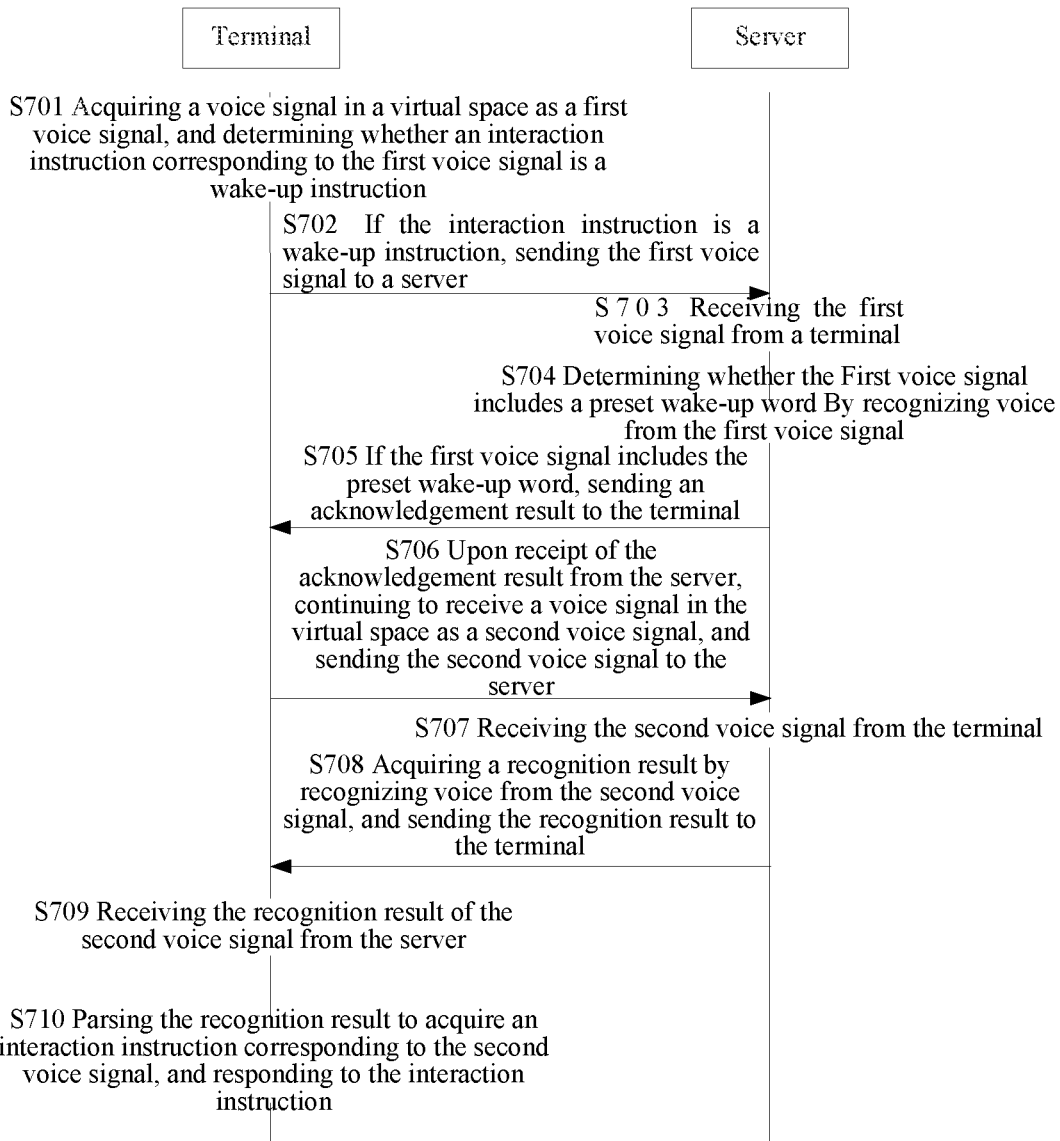 Terminal
Server
S701 Acquiring a voice signal in a virtual space as a first
voice signal, and determining whether an interaction
instruction corresponding to the first voice signal is a
wake-up instruction
S702 If the interaction instruction is a
wake-up instruction, sending the first voice
signal to a server
S 7 0 3 Receiving the first
voice signal from a terminal
S704 Determining whether the First voice signal
includes a preset wake-up word By recognizing voice
from the first voice signal
S705 If the first voice signal includes the
preset wake-up word, sending an
acknowledgement result to the terminal
S706 Upon receipt of the
acknowledgement result from the server,
continuing to receive a voice signal in the
virtual space as a second voice signal, and
sending the second voice signal to the
server
S707 Receiving the second voice signal from the terminal
S708 Acquiring a recognition result by
recognizing voice from the second voice
signal, and sending the recognition result to
the terminal
S709 Receiving the recognition result of the
second voice signal from the server
S710 Parsing the recognition result to acquire an
interaction instruction corresponding to the second
voice signal, and responding to the interaction
instruction